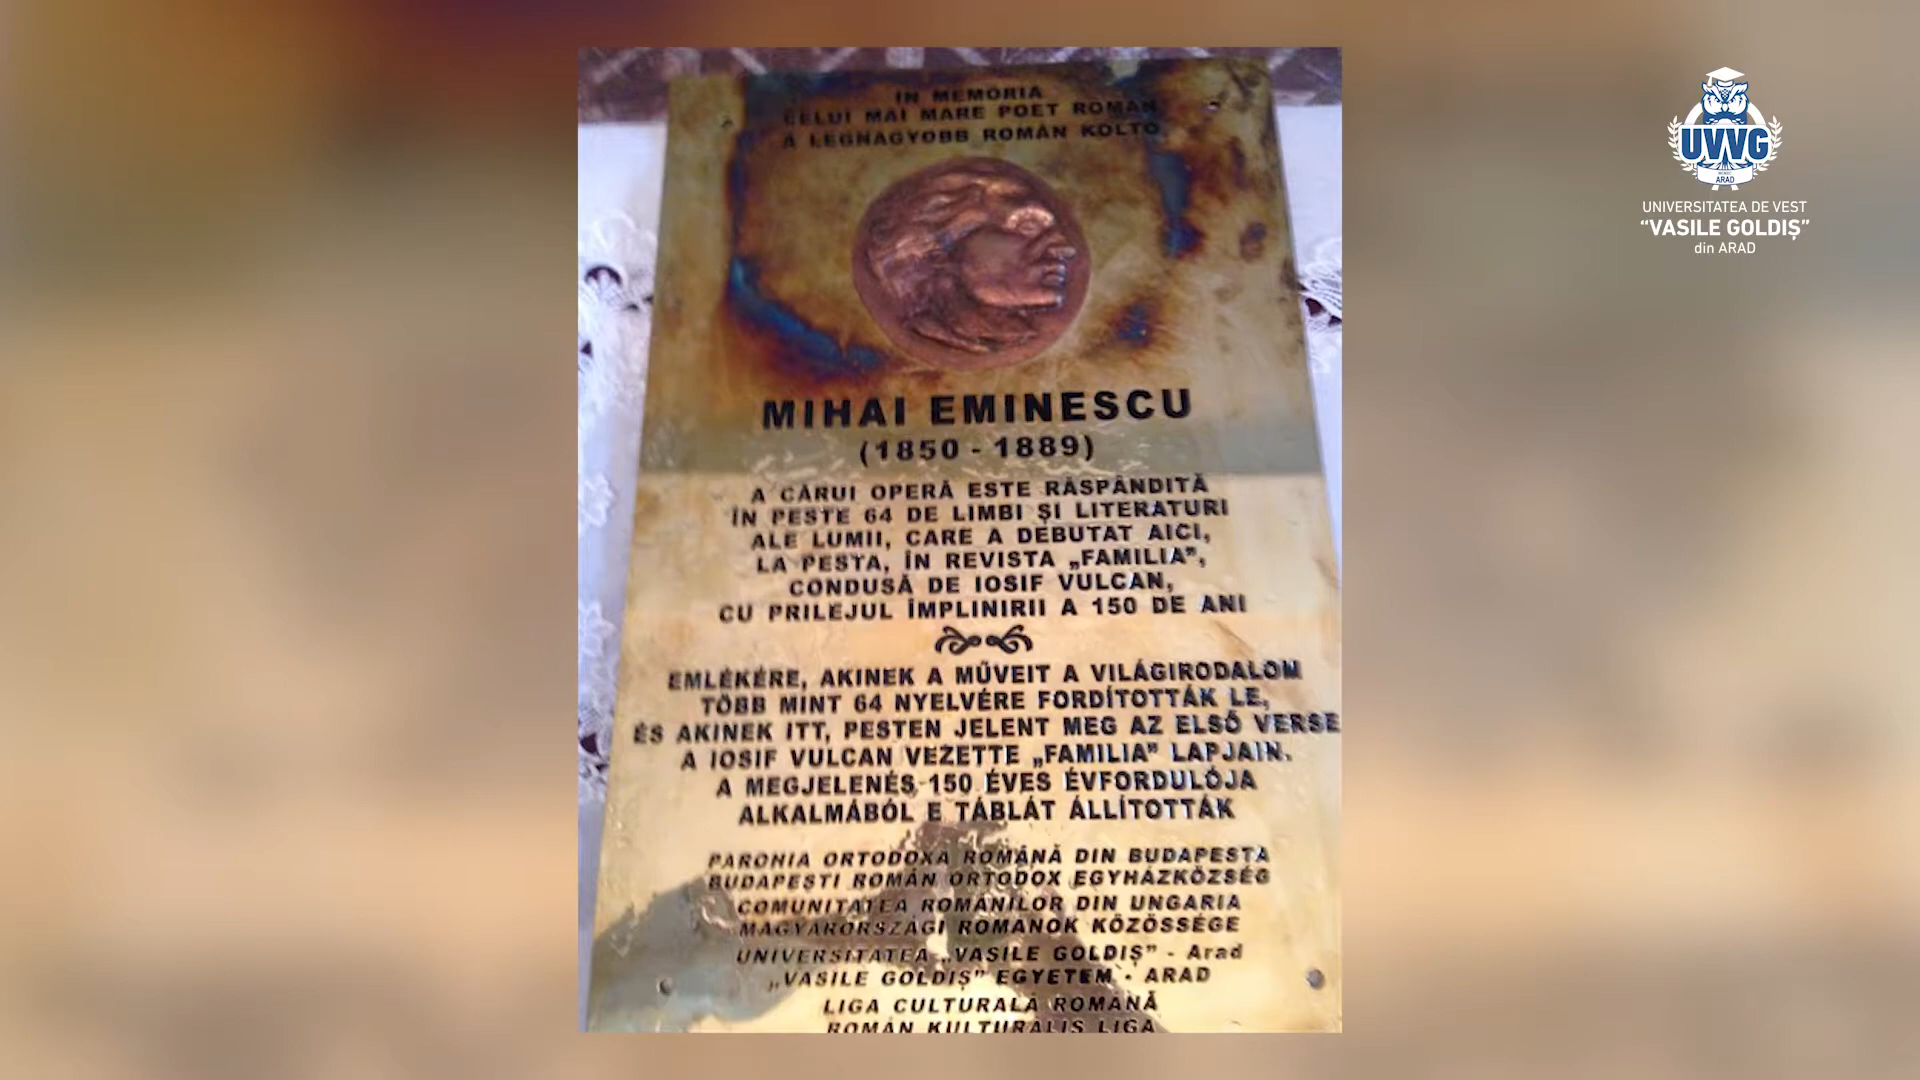 IN MEMORIA
CELUI MAI MARE POET ROMÂN
A LEGNAGYOBB ROMÁN KÖLTŐ
MIHAI EMINESCU
(1850 - 1889)
A CĂRUI OPERĂ ESTE RĂSPÂNDITĂ
ÎN PESTE 64 DE LIMBI ȘI LITERATURI
ALE LUMII, CARE A DEBUTAT AICI,
LA PESTA, ÎN REVISTA „FAMILIA”,
CONDUSĂ DE IOSIF VULCAN,
CU PRILEJUL ÎMPLINIRII A 150 DE ANI
EMLÉKÉRE, AKINEK A MŰVEIT A VILÁGIRODALOM
TÖBB MINT 64 NYELVÉRE FORDÍTOTTÁK LE,
ÉS AKINEK ITT, PESTEN JELENT MEG AZ ELSŐ VERSE
A IOSIF VULCAN VEZETTE „FAMILIA” LAPJAIN.
A MEGJELENÉS 150 ÉVES ÉVFORDULÓJA
ALKALMÁBÓL E TÁBLÁT ÁLLÍTOTTÁK
PAROHIA ORTODOXĂ ROMÂNĂ DIN BUDAPESTA
BUDAPESTI ROMÁN ORTODOX EGYHÁZKÖZSÉG
COMUNITATEA ROMÂNILOR DIN UNGARIA
MAGYARORSZÁGI ROMÁNOK KÖZÖSSÉGE
UNIVERSITATEA „VASILE GOLDIȘ” - Arad
„VASILE GOLDIȘ” EGYETEM - ARAD
LIGA CULTURALĂ ROMÂNĂ
ROMÁN KULTURÁLIS LIGA
UVVG
ARAD
UNIVERSITATEA DE VEST
“VASILE GOLDIȘ”
din ARAD